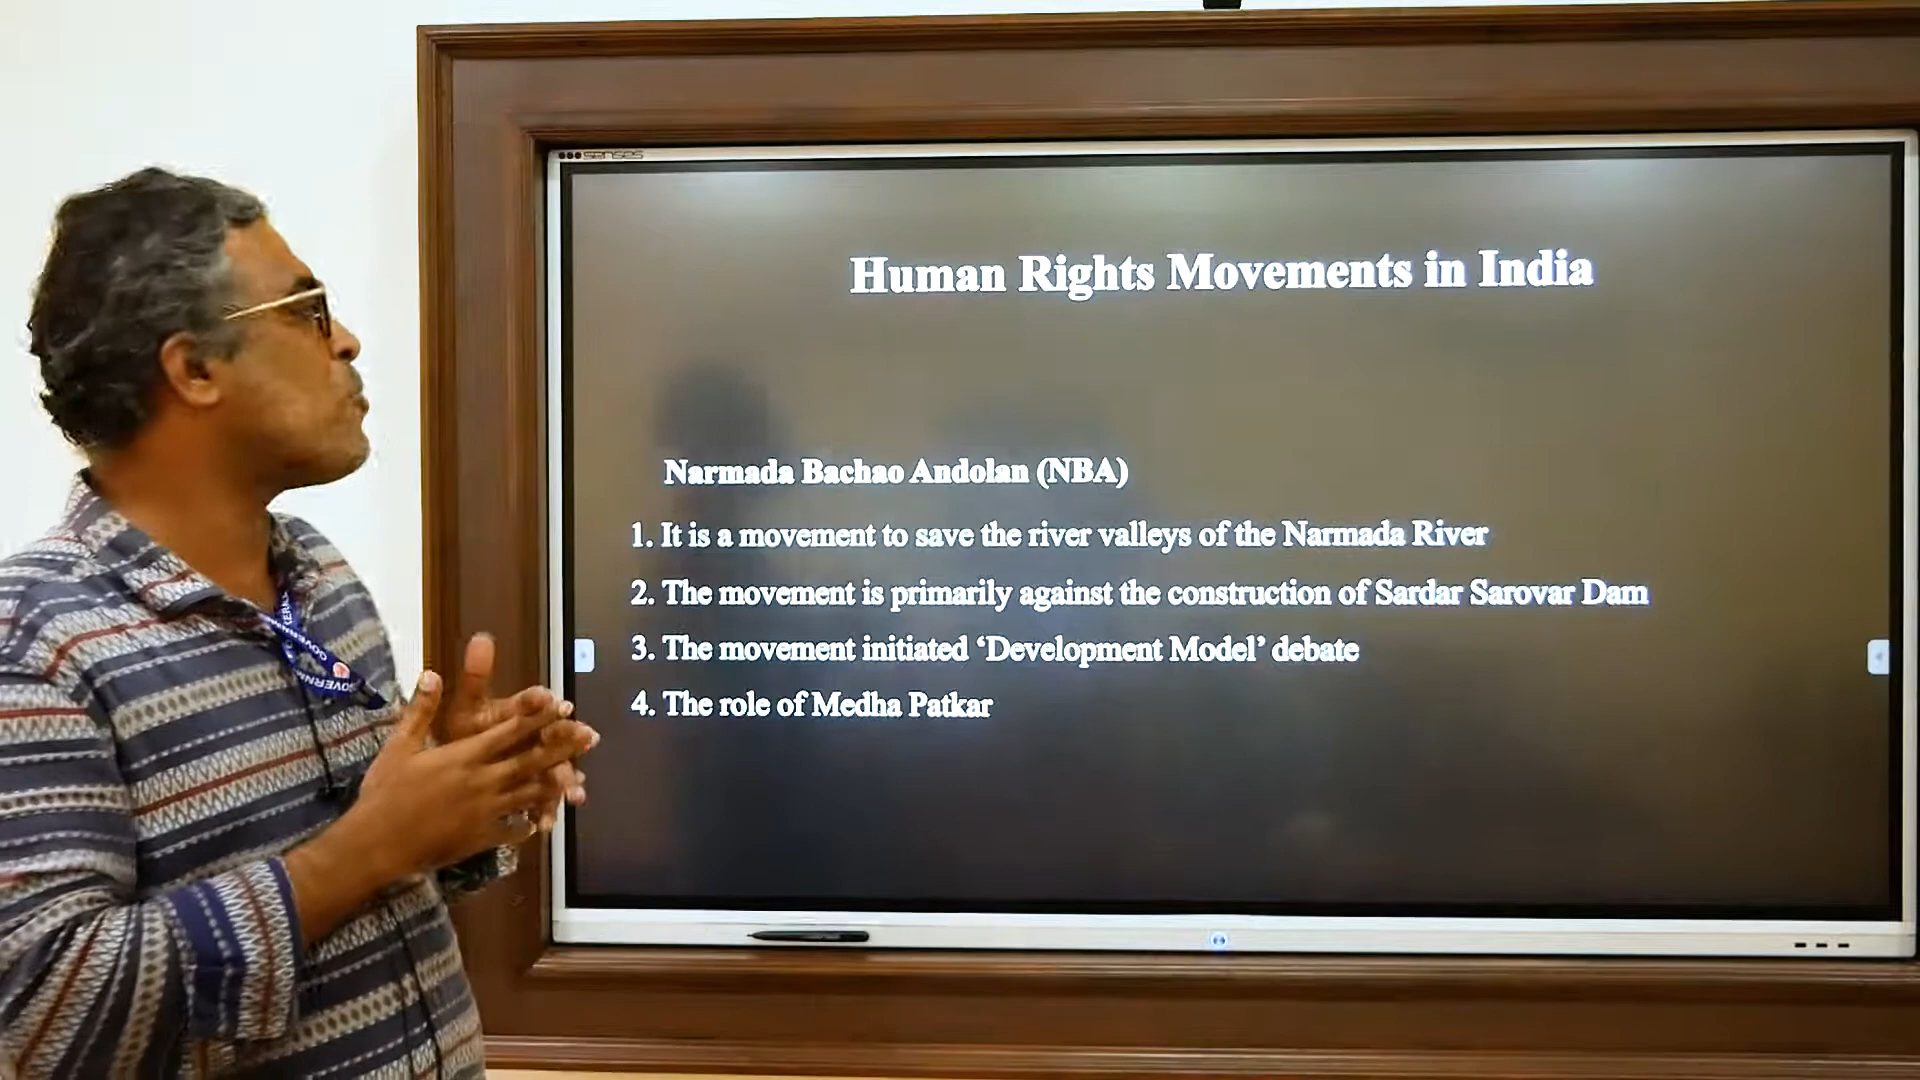 senses
Human Rights Movements in India
Narmada Bachao Andolan (NBA)
1. It is a movement to save the river valleys of the Narmada River
2. The movement is primarily against the construction of Sardar Sarovar Dam
3. The movement initiated ‘Development Model’ debate
4. The role of Medha Patkar